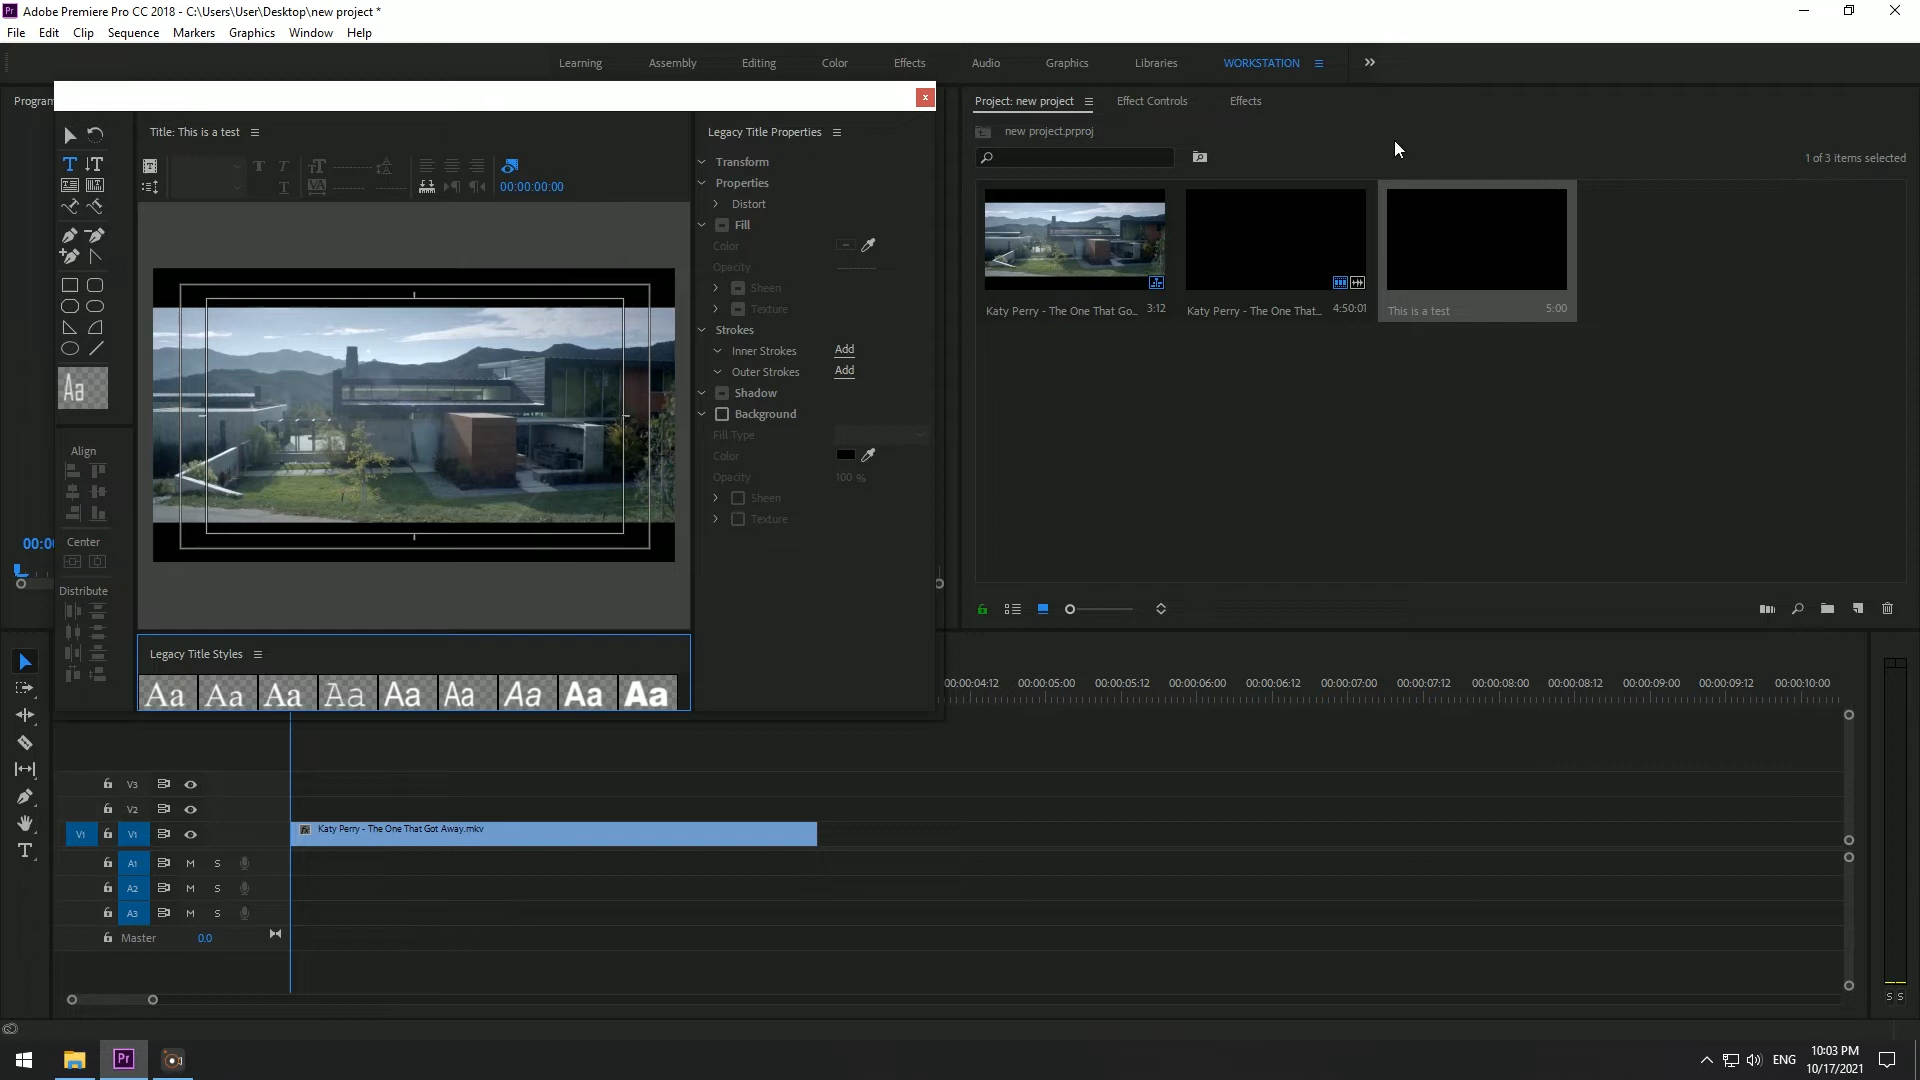 Adobe Premiere Pro CC 2018 - C:\Users\User\Desktop\new project *
File Edit Clip Sequence Markers Graphics Window Help
Learning Assembly Editing Color Effects Audio Graphics Libraries WORKSTATION
Program
Title: This is a test
T T T T
T
00:00:00:00
Legacy Title Properties
Transform
Properties
Distort
Fill
Color
Opacity
Sheen
Texture
Strokes
Inner Strokes Add
Outer Strokes Add
Shadow
Background
Fill Type
Color
Opacity 100 %
Sheen
Texture
Aa
Align
Center
Distribute
00:00
Legacy Title Styles
Aa Aa Aa Aa Aa Aa Aa Aa Aa
Project: new project Effect Controls Effects
new project.prproj
1 of 3 items selected
Katy Perry - The One That Go... 3:12
Katy Perry - The One That... 4:50:01
This is a test 5:00
00:00:04:12 00:00:05:00 00:00:05:12 00:00:06:00 00:00:06:12 00:00:07:00 00:00:07:12 00:00:08:00 00:00:08:12 00:00:09:00 00:00:09:12 00:00:10:00
V3
V2
V1 V1
Katy Perry - The One That Got Away.mkv
A1 M S
A2 M S
A3 M S
Master 0.0
S S
Pr
ENG
10:03 PM
10/17/2021